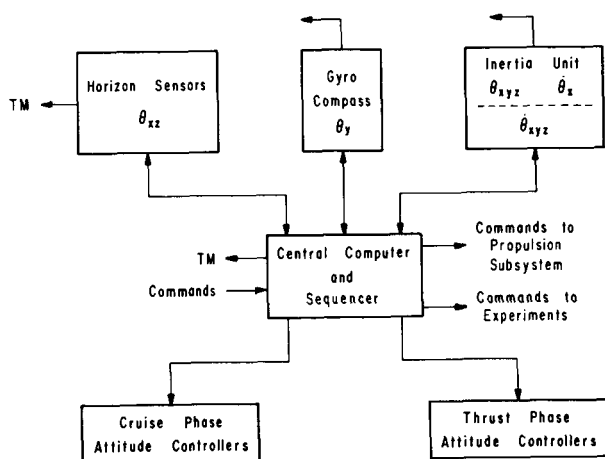 Horizon Sensors
θxz
TM
Gyro
Compass
θy
Inertia Unit
θxyz θ̇x
θ̇xyz
Central Computer
and
Sequencer
TM
Commands
Commands to
Propulsion
Subsystem
Commands to
Experiments
Cruise Phase
Attitude Controllers
Thrust Phase
Attitude Controllers